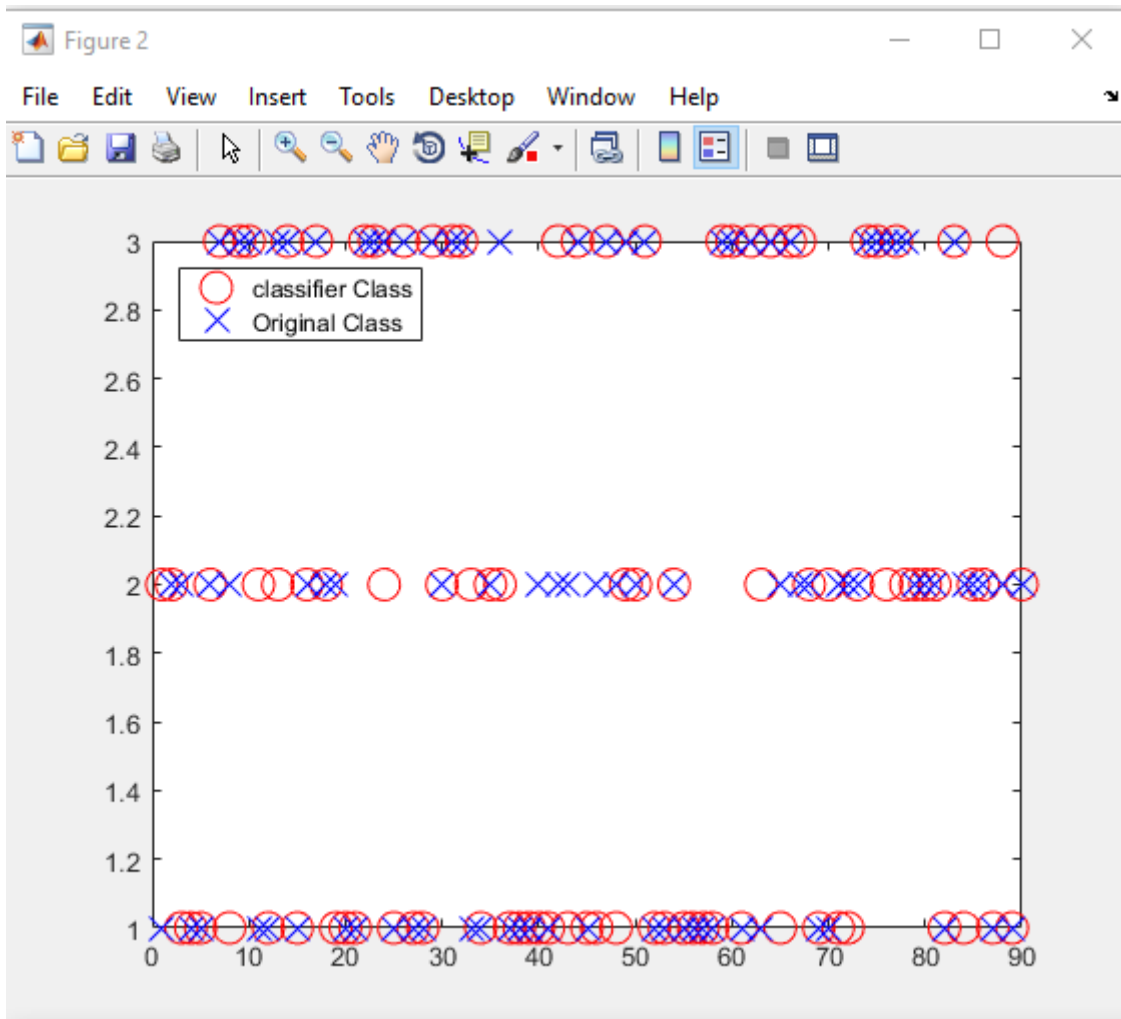 Figure 2
File Edit View Insert Tools Desktop Window Help
3
classifier Class
2.8
Original Class
2.6
2.4
2.2
2
1.8
1.6
1.4
1.2
1
0 10 20 30 40 50 60 70 80 90